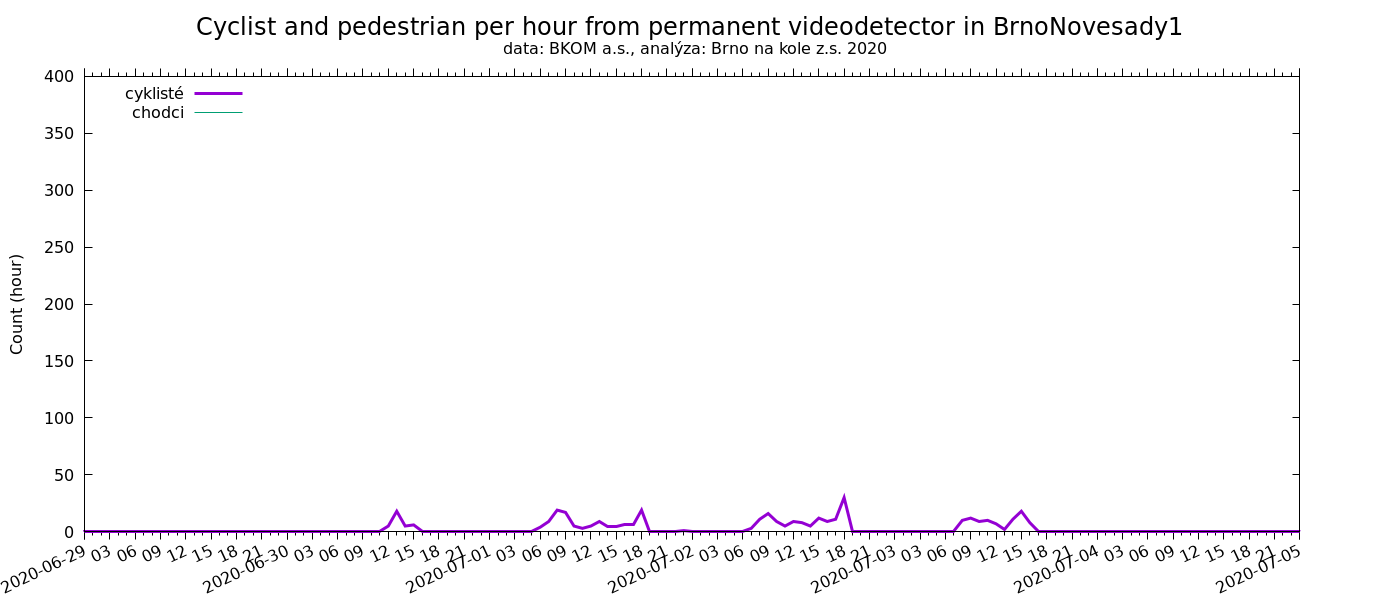 Cyclist and pedestrian per hour from permanent videodetector in BrnoNovesady1
data: BKOM a.s., analýza: Brno na kole z.s. 2020
cyklisté
chodci
Count (hour)
400
350
300
250
200
150
100
50
0
2020-06-29 03 06 09 12 15 18 21 2020-06-30 03 06 09 12 15 18 21 2020-07-01 03 06 09 12 15 18 21 2020-07-02 03 06 09 12 15 18 21 2020-07-03 03 06 09 12 15 18 21 2020-07-04 03 06 09 12 15 18 21 2020-07-05